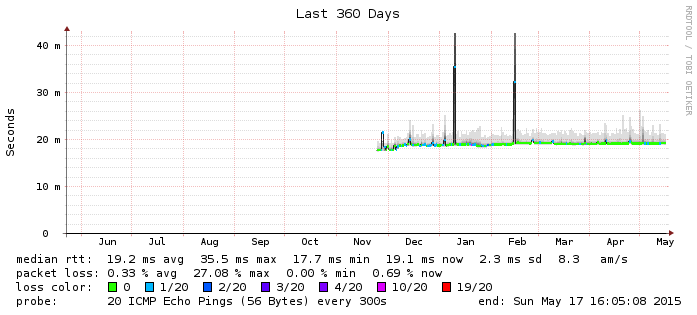 Last 360 Days
RRDTOOL / TOBI OETIKER
Seconds
40 m
30 m
20 m
10 m
0
Jun Jul Aug Sep Oct Nov Dec Jan Feb Mar Apr May
median rtt: 19.2 ms avg 35.5 ms max 17.7 ms min 19.1 ms now 2.3 ms sd 8.3 am/s
packet loss: 0.33 % avg 27.08 % max 0.00 % min 0.69 % now
loss color: 0 1/20 2/20 3/20 4/20 10/20 19/20
probe: 20 ICMP Echo Pings (56 Bytes) every 300s end: Sun May 17 16:05:08 2015